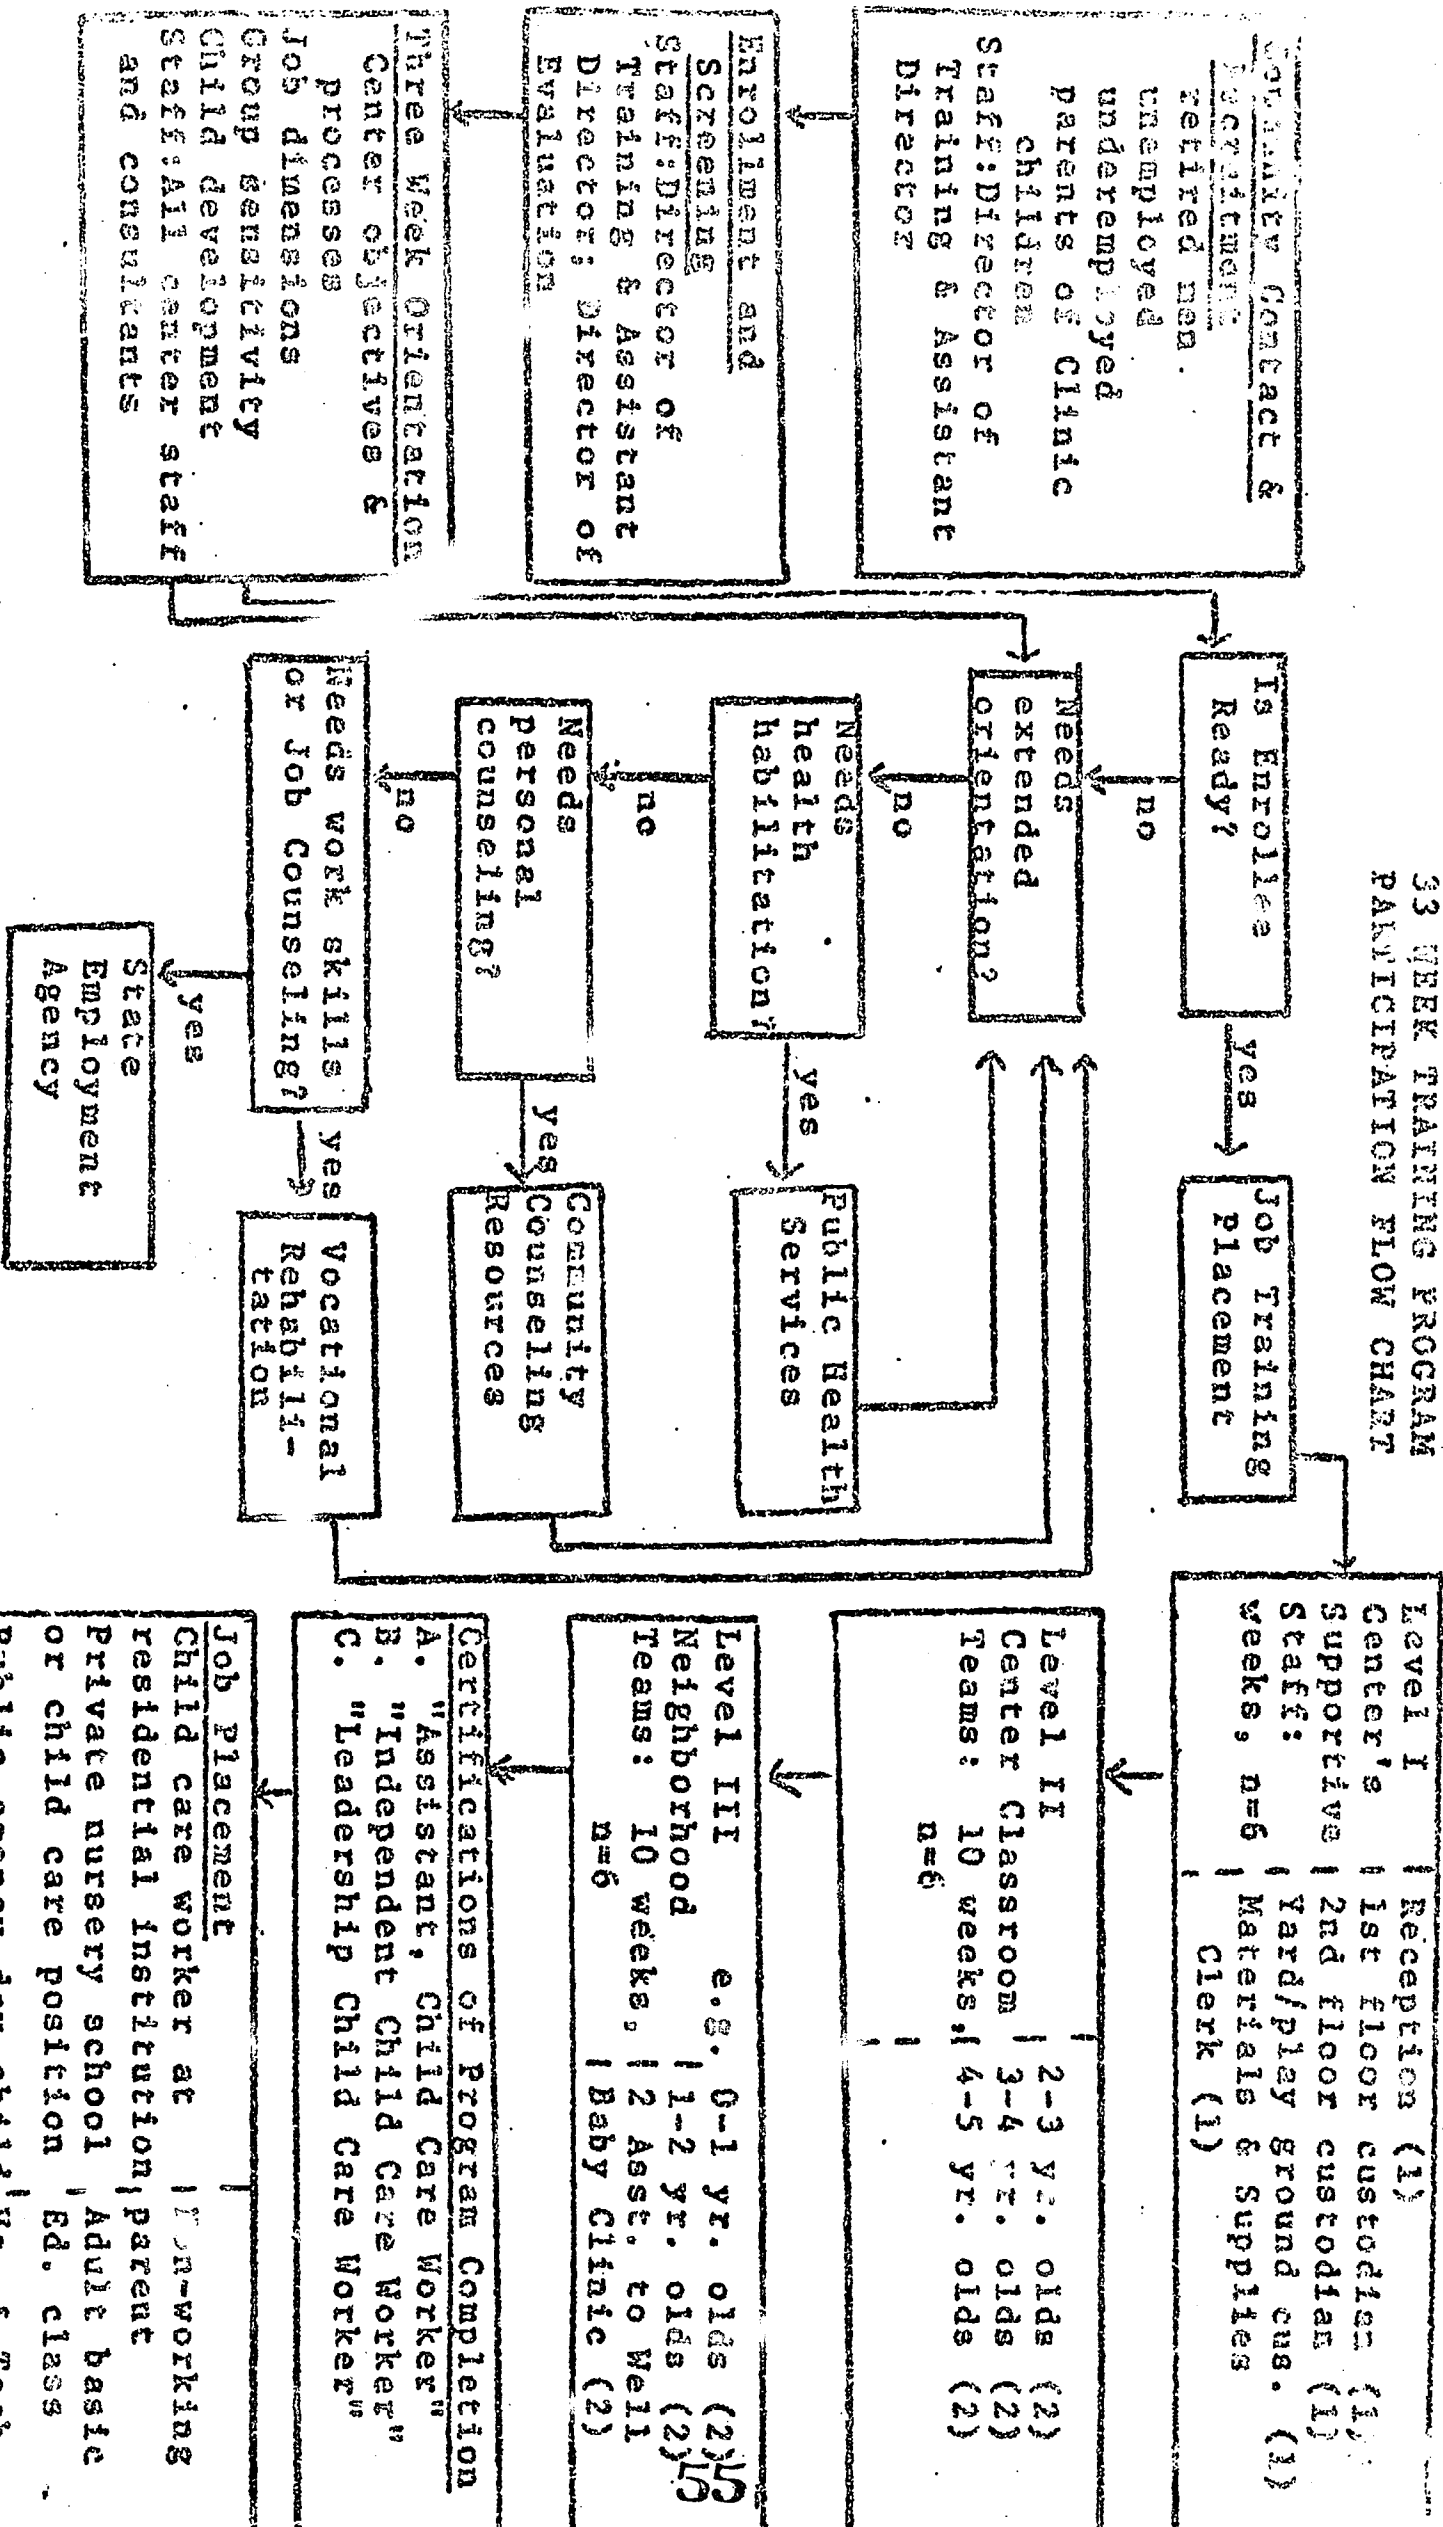 33 WEEK TRAINING PROGRAM
PARTICIPATION FLOW CHART
Community Contact &
Recruitment
retired men
unemployed
underemployed
parents of Clinic
children
Staff:Director of
Training & Assistant
Director
Enrollment and
Screening
Staff:Director of
Training & Assistant
Director; Director of
Evaluation
Three Week Orientation
Center objectives &
processes
Job dimensions
Group sensitivity
Child development
Staff:All center staff
and consultants
Is Enrollee
Ready?
yes
no
Needs
extended
orientation?
no
Needs
health
habilitation?
yes
no
Needs
personal
counseling?
yes
no
Needs work skills
or Job Counseling?
yes
yes
State
Employment
Agency
Job Training
Placement
Public Health
Services
Community
Counseling
Resources
Vocational
Rehabili-
tation
Level I | Reception (1)
Center's | 1st floor custodian (1)
Supportive | 2nd floor custodian (1)
Staff: | Yard/play ground cus. (1)
weeks, n=6 | Materials & Supplies
Clerk (1)
Level II | 2-3 yr. olds (2)
Center Classroom | 3-4 yr. olds (2)
Teams: 10 weeks, | 4-5 yr. olds (2)
n=6
Level III e.g. 0-1 yr. olds (2)
Neighborhood | 1-2 yr. olds (2)
Teams: 10 weeks, | 2 Asst. to Well
n=6 | Baby Clinic (2)
Certifications of Program Completion
A. "Assistant, Child Care Worker"
B. "Independent Child Care Worker"
C. "Leadership Child Care Worker"
Job Placement
Child care worker at | Non-working
residential institution | parent
Private nursery school | Adult basic
or child care position | Ed. class
55